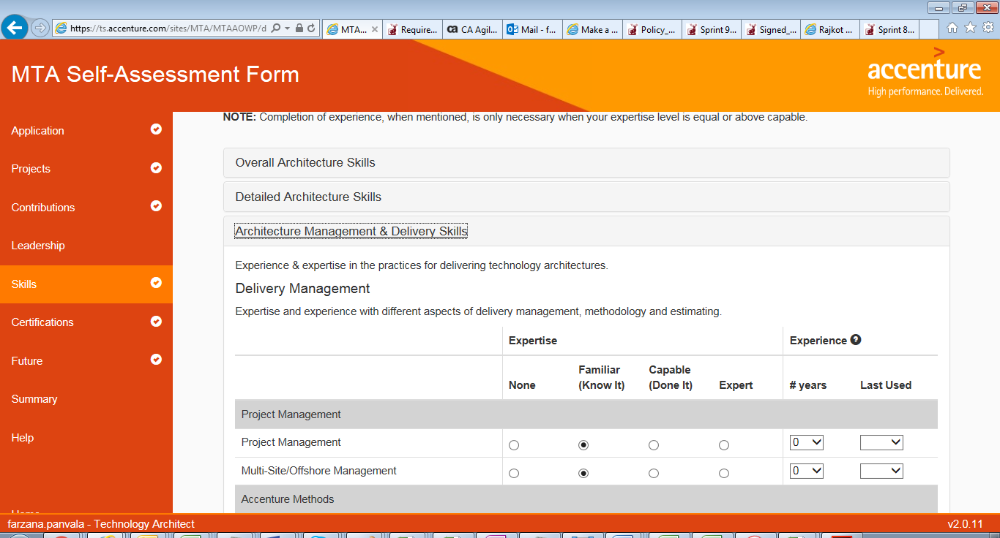 https://ts.accenture.com/sites/MTA/MTAAOWP/d
MTA...
Require...
ca CA Agil...
Mail - f...
Make a ...
Policy_...
Sprint 9...
Signed_...
Rajkot ...
Sprint 8...
MTA Self-Assessment Form
accenture
High performance. Delivered.
Application
Projects
Contributions
Leadership
Skills
Certifications
Future
Summary
Help
NOTE: Completion of experience, when mentioned, is only necessary when your expertise level is equal or above capable.
Overall Architecture Skills
Detailed Architecture Skills
Architecture Management & Delivery Skills
Experience & expertise in the practices for delivering technology architectures.
Delivery Management
Expertise and experience with different aspects of delivery management, methodology and estimating.
Expertise Experience ?
None Familiar (Know It) Capable (Done It) Expert # years Last Used
Project Management
Project Management 0
Multi-Site/Offshore Management 0
Accenture Methods
farzana.panvala - Technology Architect v2.0.11